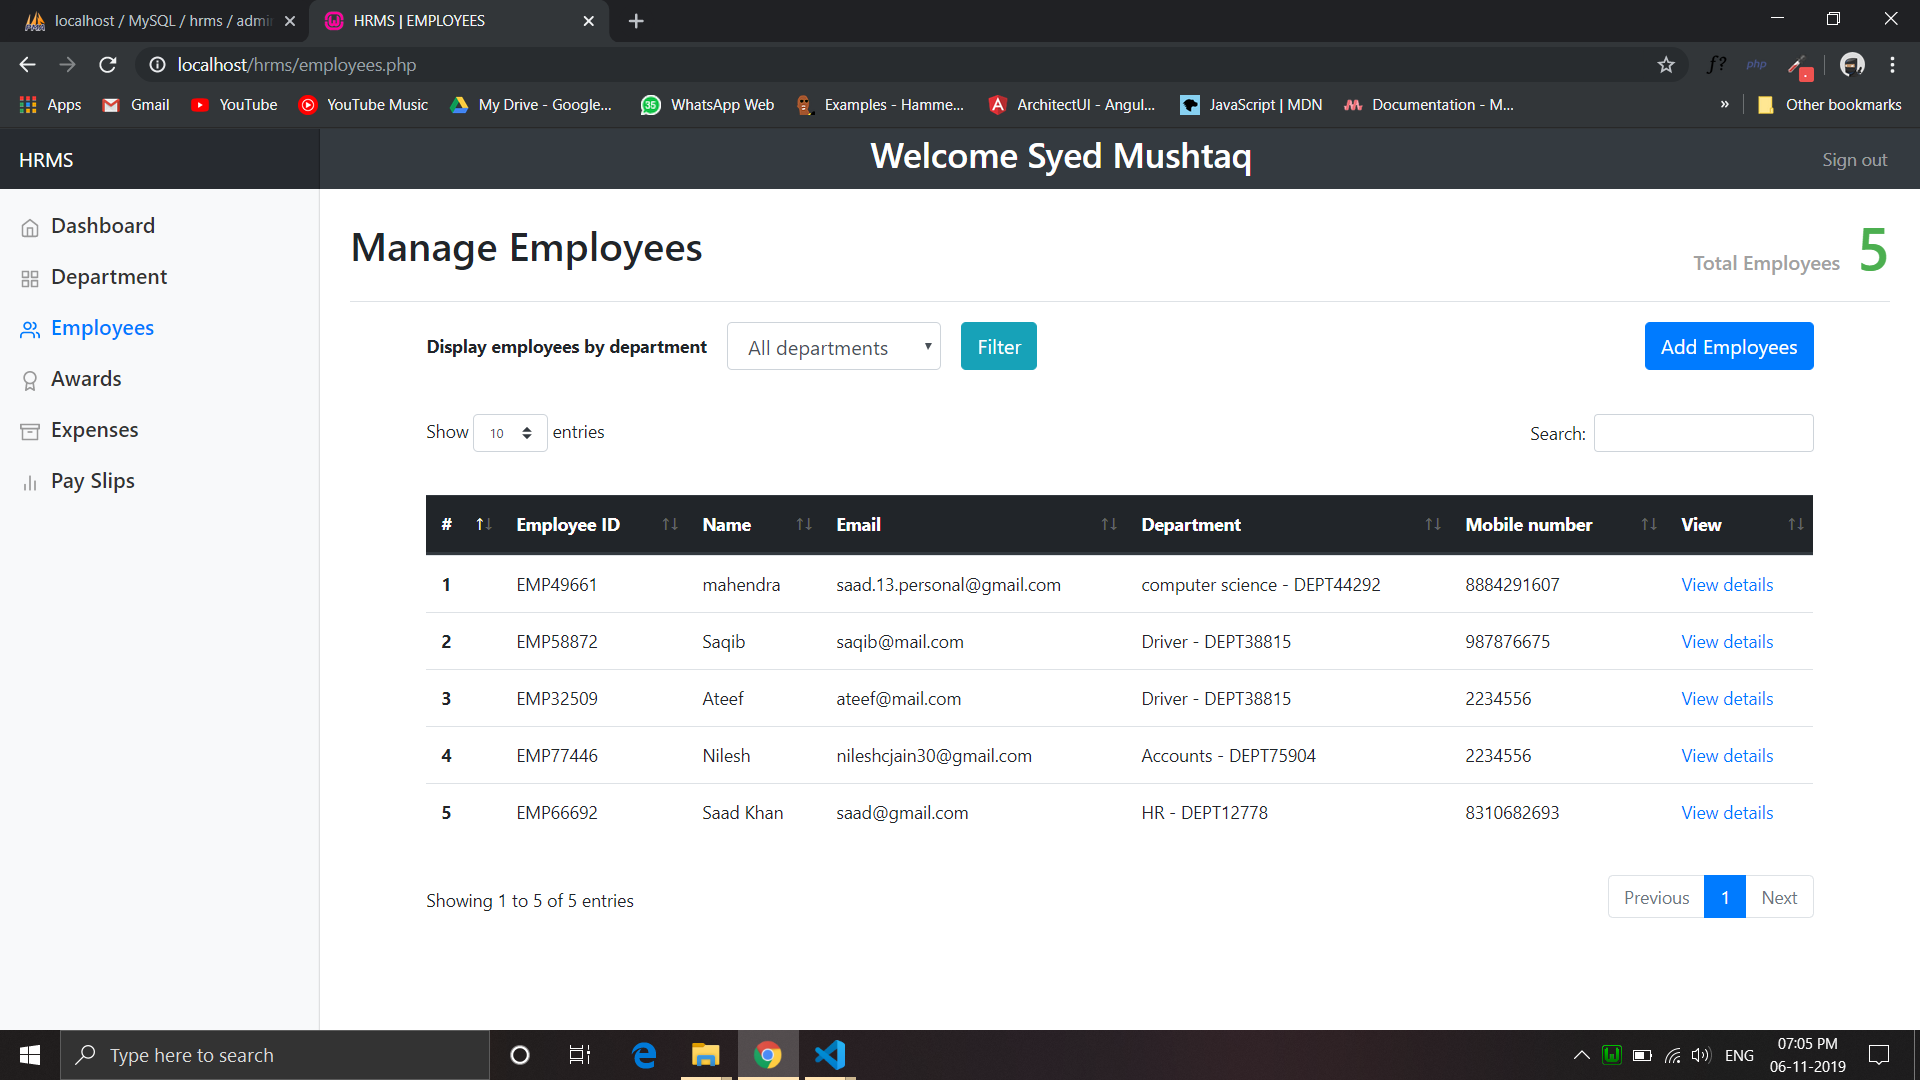 localhost / MySQL / hrms / admin
HRMS | EMPLOYEES
localhost/hrms/employees.php
f?
php
Apps
Gmail
YouTube
YouTube Music
My Drive - Google...
35
WhatsApp Web
Examples - Hamme...
ArchitectUI - Angul...
JavaScript | MDN
Documentation - M...
»
Other bookmarks
HRMS
Welcome Syed Mushtaq
Sign out
Dashboard
Department
Employees
Awards
Expenses
Pay Slips
Manage Employees
Total Employees 5
Display employees by department
All departments
Filter
Add Employees
Show 10 entries
Search:
# Employee ID Name Email Department Mobile number View
1 EMP49661 mahendra saad.13.personal@gmail.com computer science - DEPT44292 8884291607 View details
2 EMP58872 Saqib saqib@mail.com Driver - DEPT38815 987876675 View details
3 EMP32509 Ateef ateef@mail.com Driver - DEPT38815 2234556 View details
4 EMP77446 Nilesh nileshcjain30@gmail.com Accounts - DEPT75904 2234556 View details
5 EMP66692 Saad Khan saad@gmail.com HR - DEPT12778 8310682693 View details
Showing 1 to 5 of 5 entries
Previous 1 Next
Type here to search
ENG
07:05 PM
06-11-2019